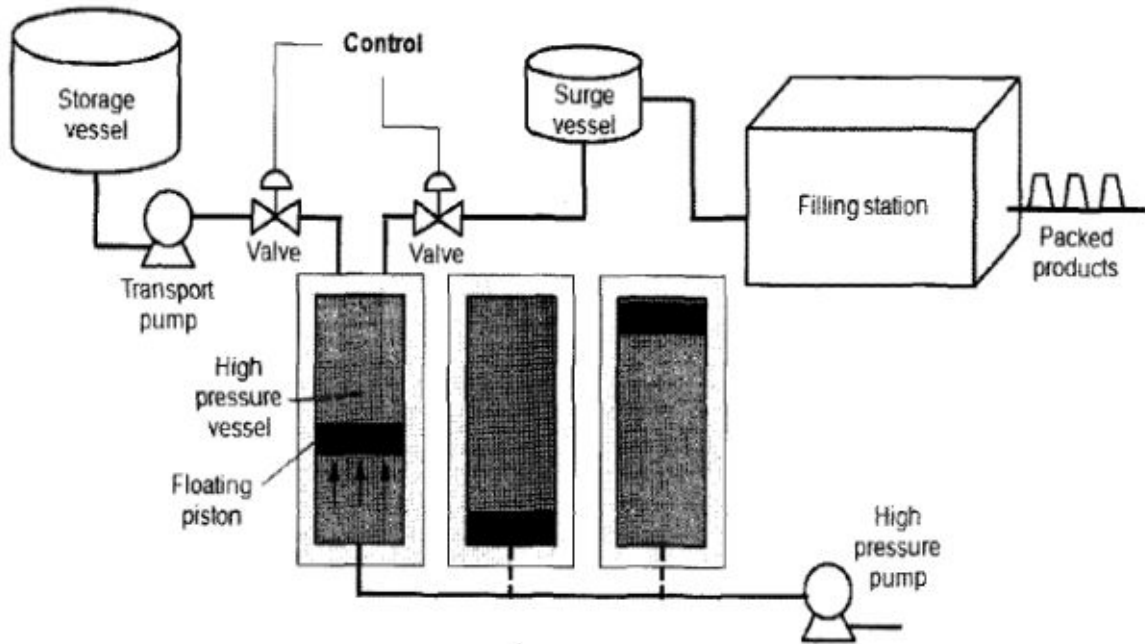 Control
Storage
vessel
Surge
vessel
Filling station
Valve
Valve
Packed
products
Transport
pump
High
pressure
vessel
Floating
piston
High
pressure
pump